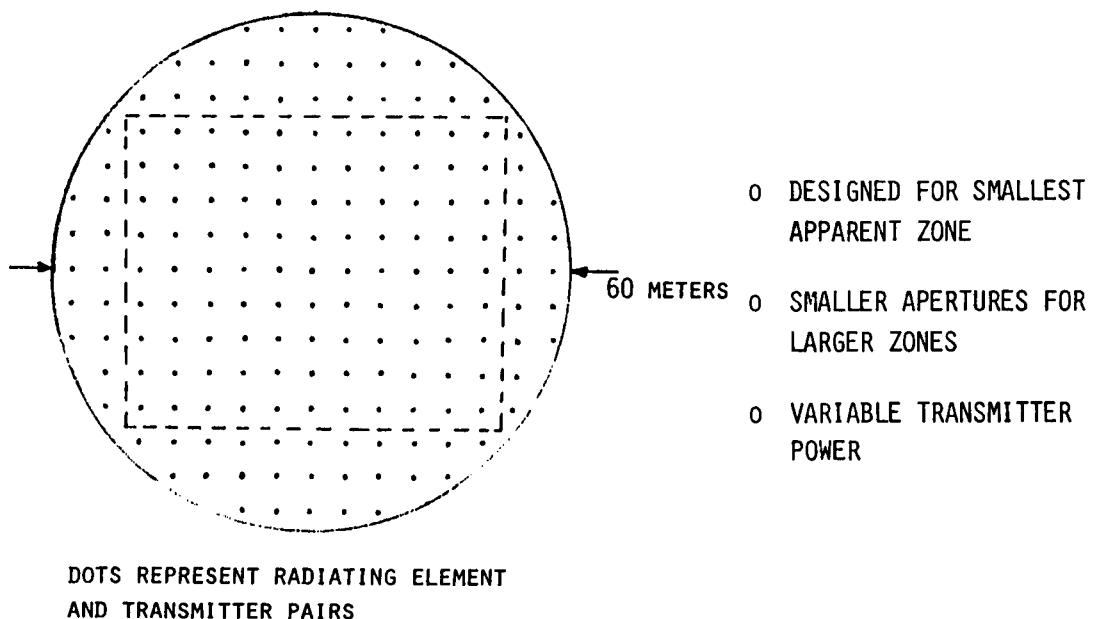 60 METERS
o DESIGNED FOR SMALLEST
APPARENT ZONE
o SMALLER APERTURES FOR
LARGER ZONES
o VARIABLE TRANSMITTER
POWER
DOTS REPRESENT RADIATING ELEMENT
AND TRANSMITTER PAIRS